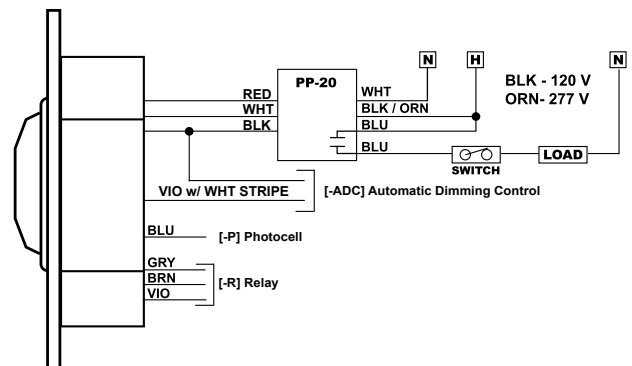 N
H
N
PP-20
BLK - 120 V
ORN- 277 V
RED
WHT
WHT
BLK / ORN
BLK
BLU
BLU
SWITCH
LOAD
VIO w/ WHT STRIPE
[-ADC] Automatic Dimming Control
BLU
[-P] Photocell
GRY
BRN
[-R] Relay
VIO